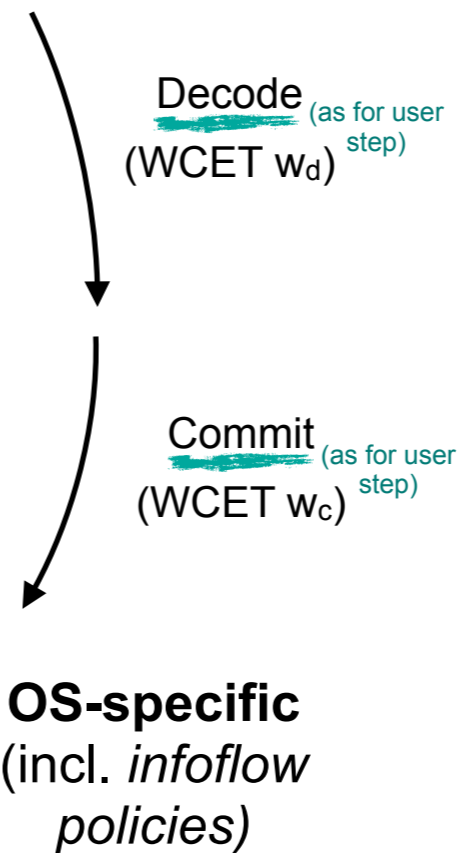 Decode (as for user
(WCET wd) step)
Commit (as for user
(WCET wc) step)
OS-specific
(incl. infoflow
policies)